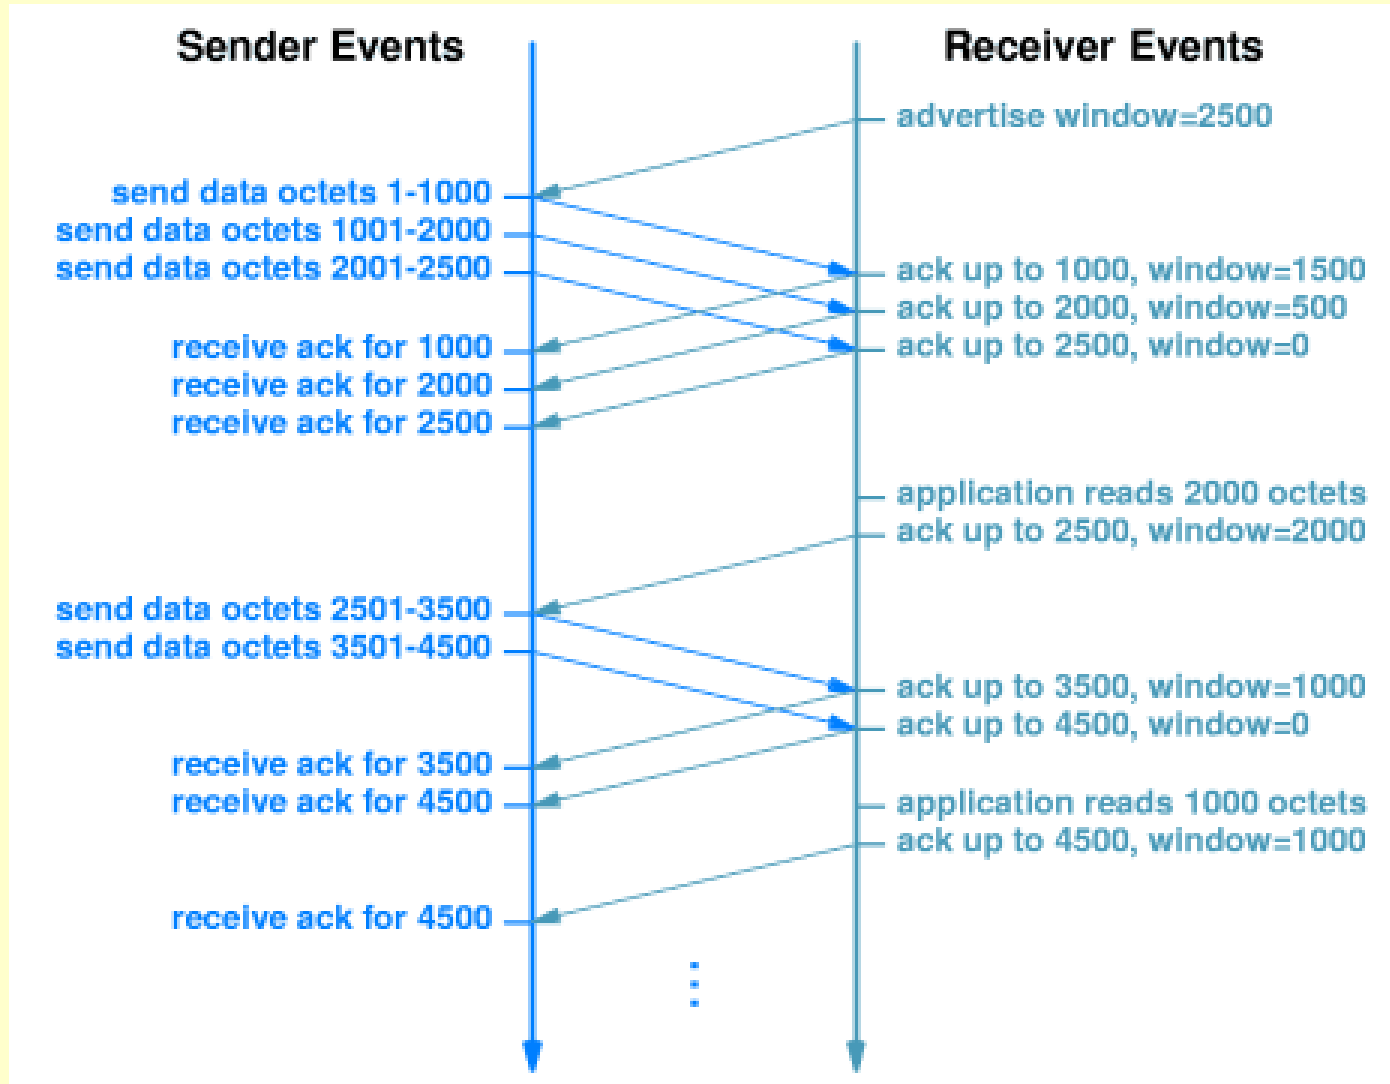 Sender Events
Receiver Events
advertise window=2500
send data octets 1-1000
send data octets 1001-2000
send data octets 2001-2500
ack up to 1000, window=1500
ack up to 2000, window=500
ack up to 2500, window=0
receive ack for 1000
receive ack for 2000
receive ack for 2500
application reads 2000 octets
ack up to 2500, window=2000
send data octets 2501-3500
send data octets 3501-4500
ack up to 3500, window=1000
ack up to 4500, window=0
receive ack for 3500
receive ack for 4500
application reads 1000 octets
ack up to 4500, window=1000
receive ack for 4500